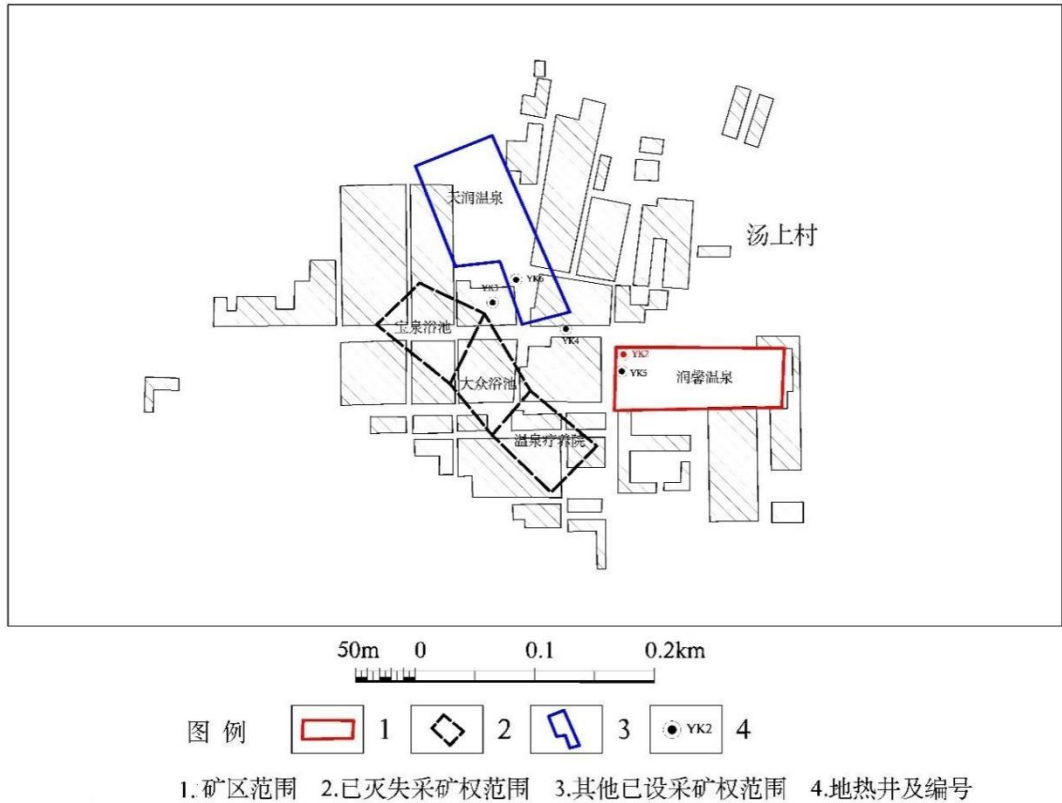 天润温泉
汤上村
YK6
YK3
宝泉浴池
YK4
YK2
YK5
润馨温泉
大众浴池
温泉疗养院
50m 0 0.1 0.2km
图 例 1 2 3 YK2 4
1.矿区范围 2.已灭失采矿权范围 3.其他已设采矿权范围 4.地热井及编号